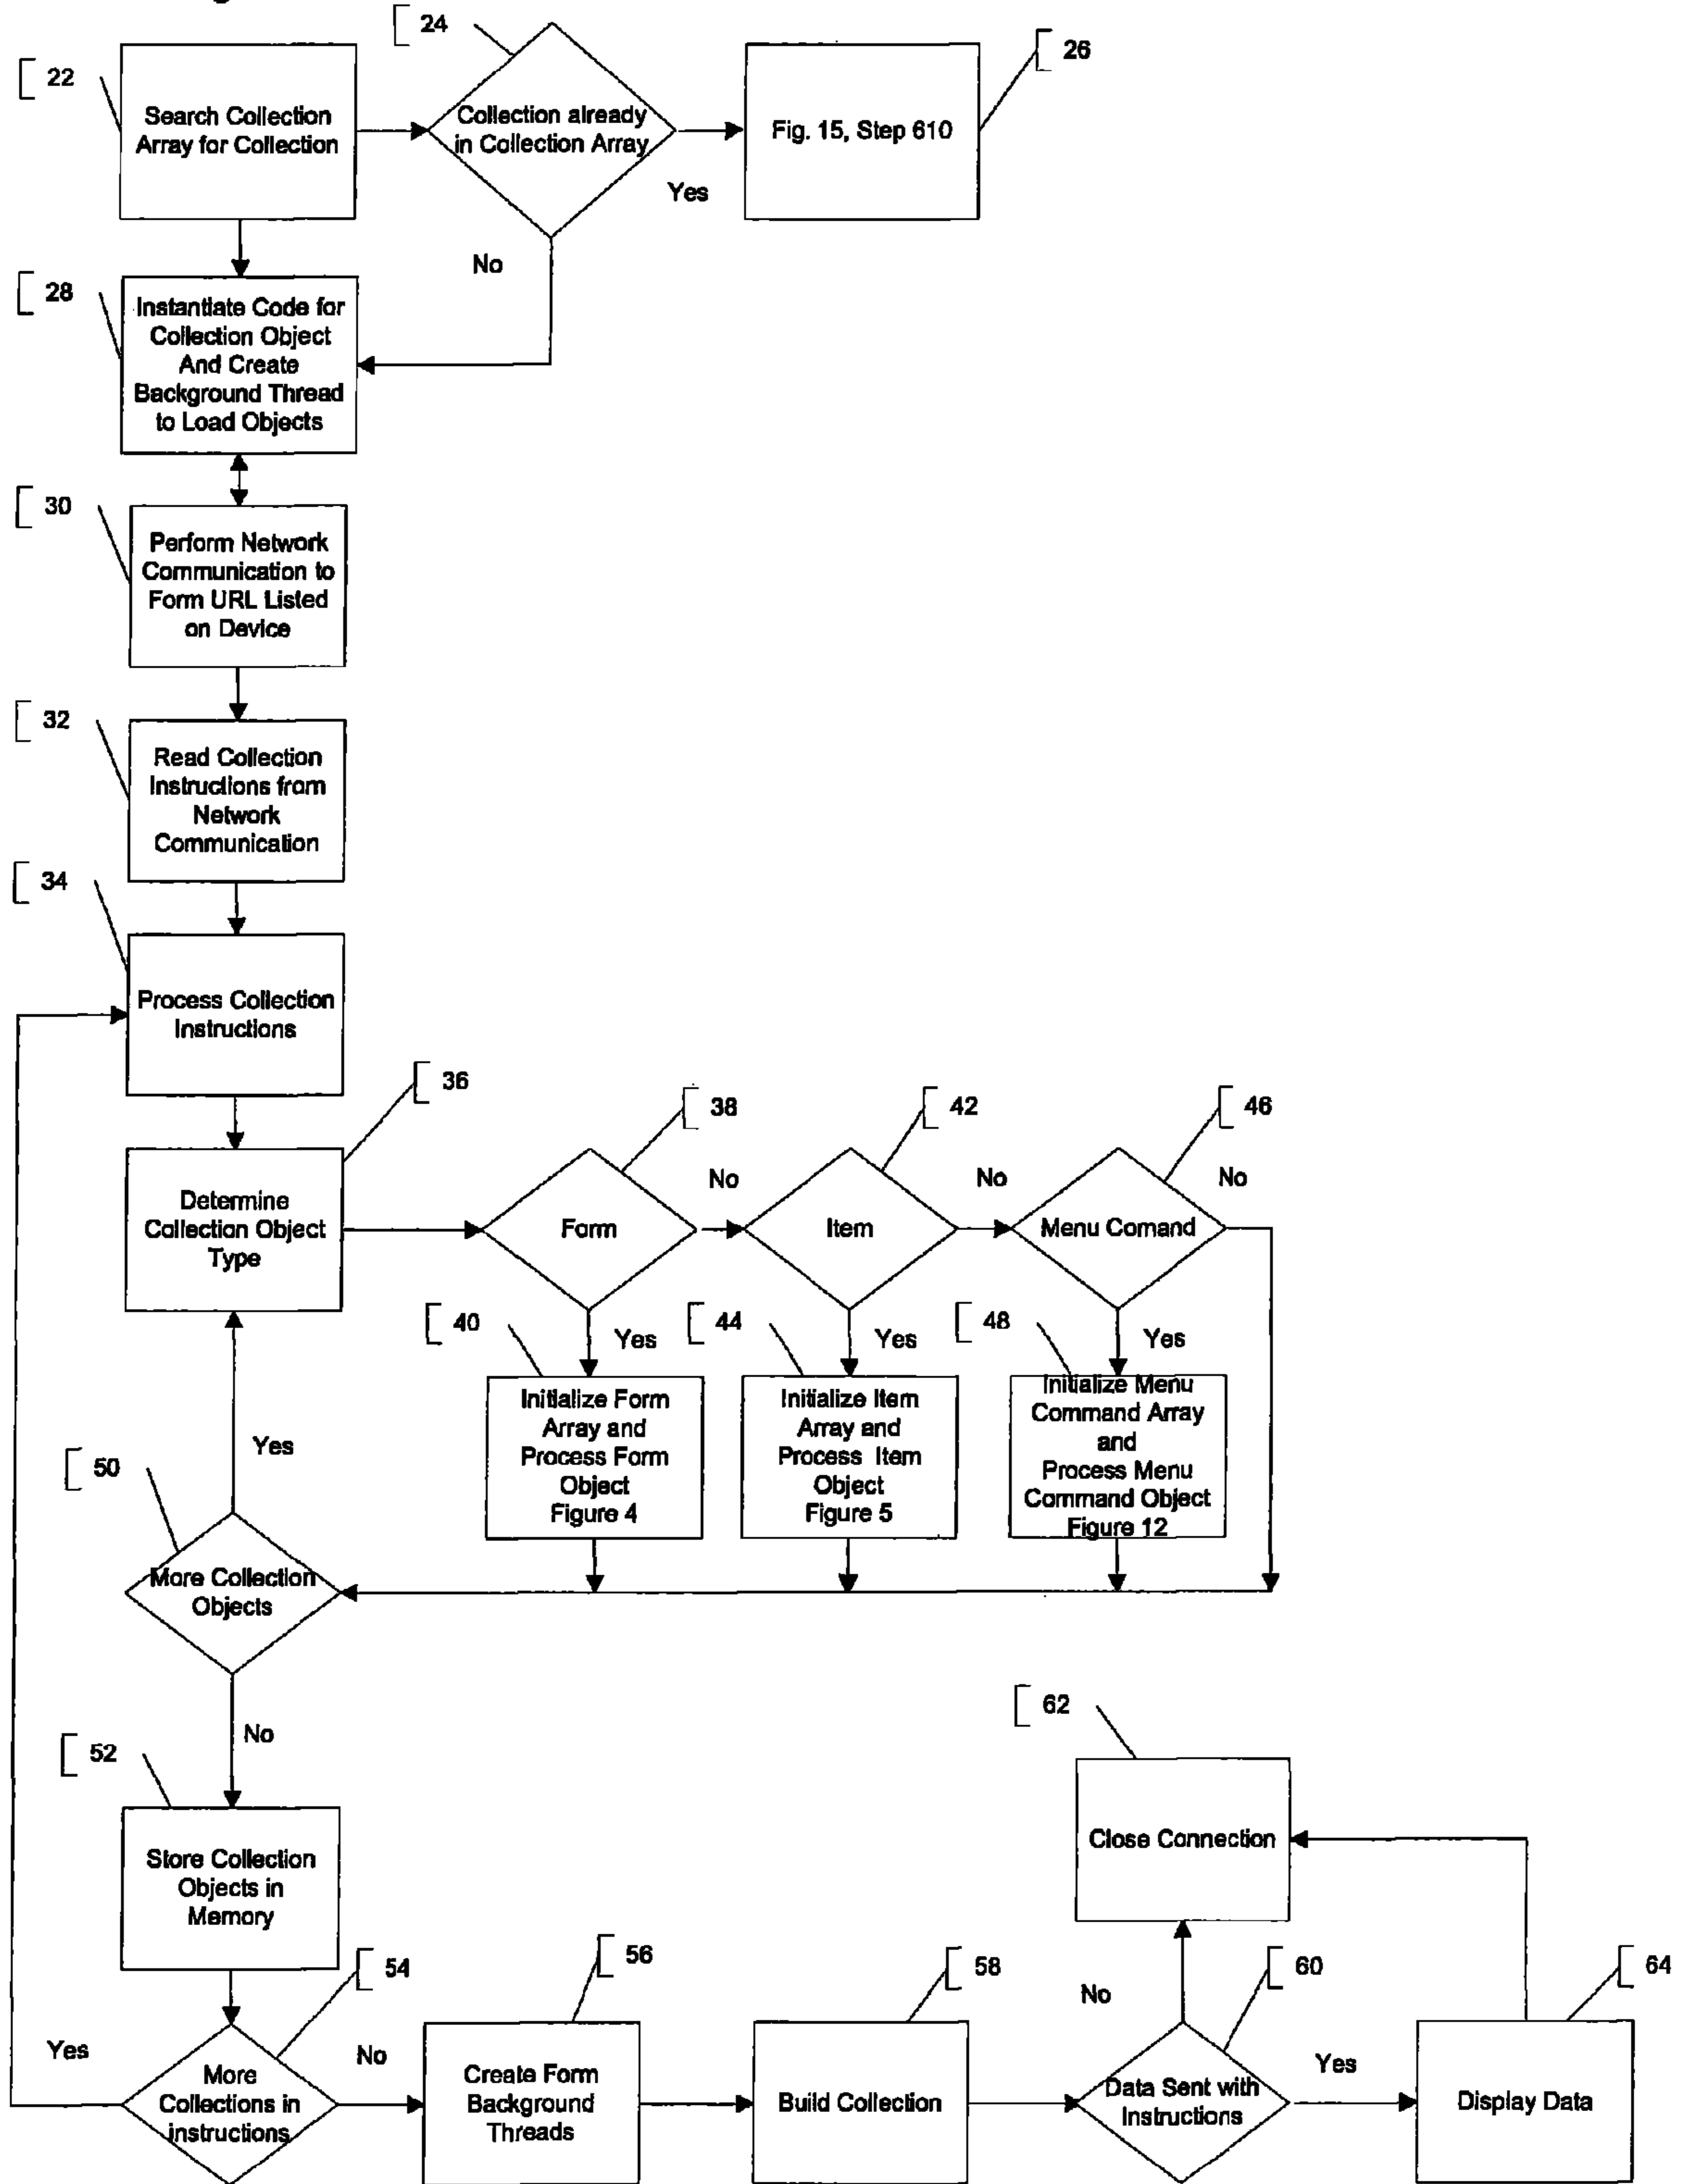 24
26
22
Search Collection
Array for Collection
Collection already
in Collection Array
Fig. 15, Step 610
Yes
No
28
Instantiate Code for
Collection Object
And Create
Background Thread
to Load Objects
30
Perform Network
Communication to
Form URL Listed
on Device
32
Read Collection
Instructions from
Network
Communication
34
Process Collection
Instructions
36
38
42
46
Determine
Collection Object
Type
Form
No
Item
No
Menu Comand
No
40
Yes
44
Yes
48
Yes
Initialize Form
Array and
Process Form
Object
Figure 4
Initialize Item
Array and
Process Item
Object
Figure 5
Initialize Menu
Command Array
and
Process Menu
Command Object
Figure 12
Yes
50
More Collection
Objects
No
52
Store Collection
Objects in
Memory
62
Close Connection
54
56
58
60
64
Yes
More
Collections in
instructions
No
Create Form
Background
Threads
Build Collection
No
Data Sent with
Instructions
Yes
Display Data